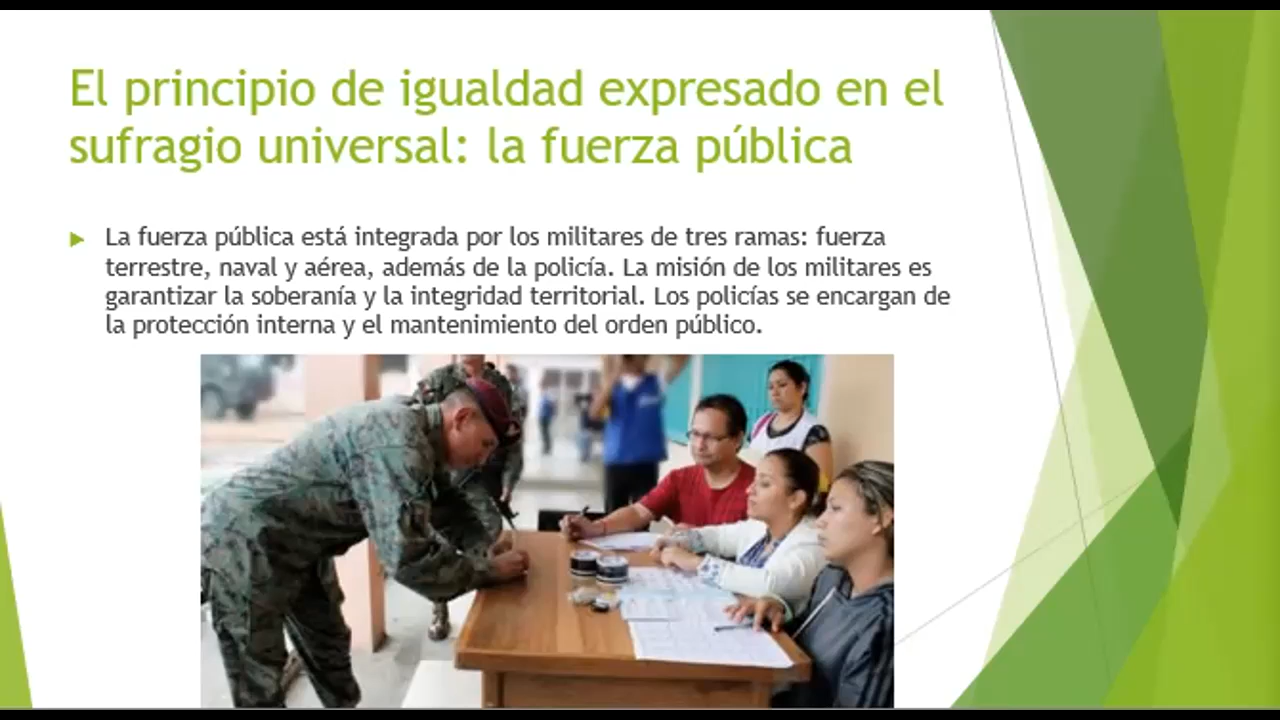 El principio de igualdad expresado en el
sufragio universal: la fuerza pública
La fuerza pública está integrada por los militares de tres ramas: fuerza
terrestre, naval y aérea, además de la policía. La misión de los militares es
garantizar la soberanía y la integridad territorial. Los policías se encargan de
la protección interna y el mantenimiento del orden público.